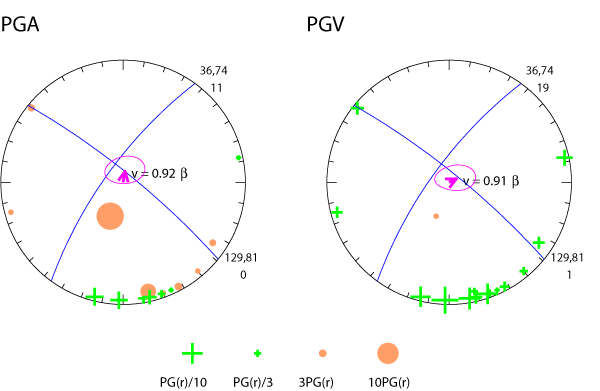 PGA
PGV
36,74
11
v = 0.92 β
129,81
0
36,74
19
v = 0.91 β
129,81
1
PG(r)/10
PG(r)/3
3PG(r)
10PG(r)